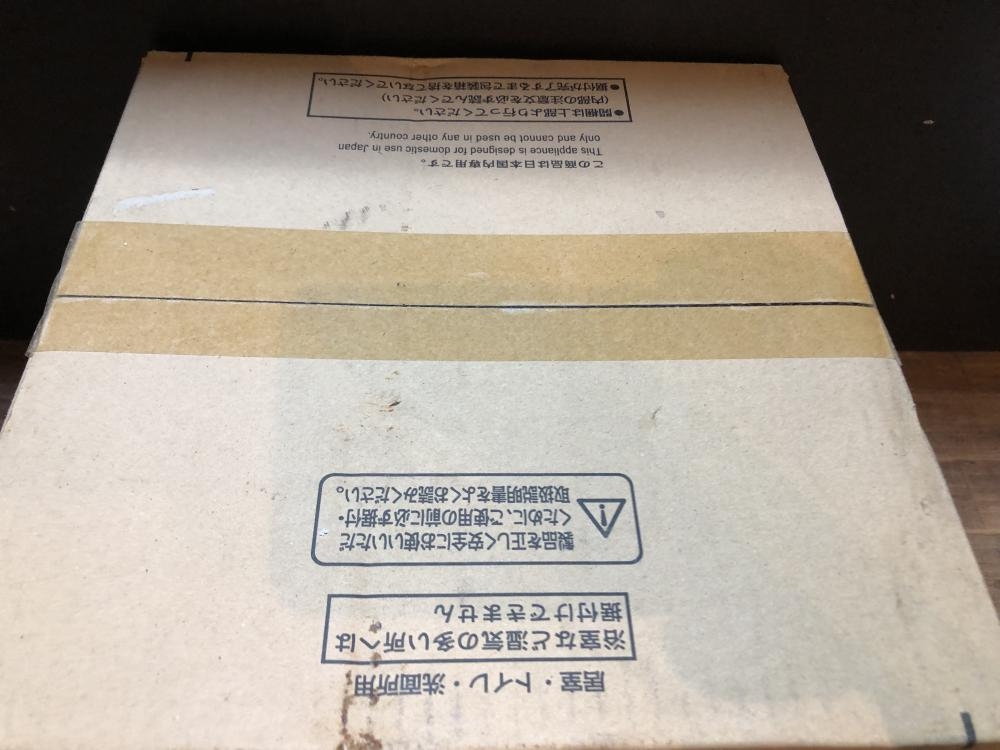 居室・トイレ・洗面所用
浴室など湿気の多い所へは
据付けできません
製品を正しく安全にお使いいただ
くために、ご使用の前に必ず据付・
取扱説明書をよくお読みください。
この商品は日本国内専用です。
This appliance is designed for domestic use in Japan
only and cannot be used in any other country.
●開梱は上部より行ってください。
(内部の注意文を必ず読んでください)
●据付が完了するまで包装箱を捨てないでください。